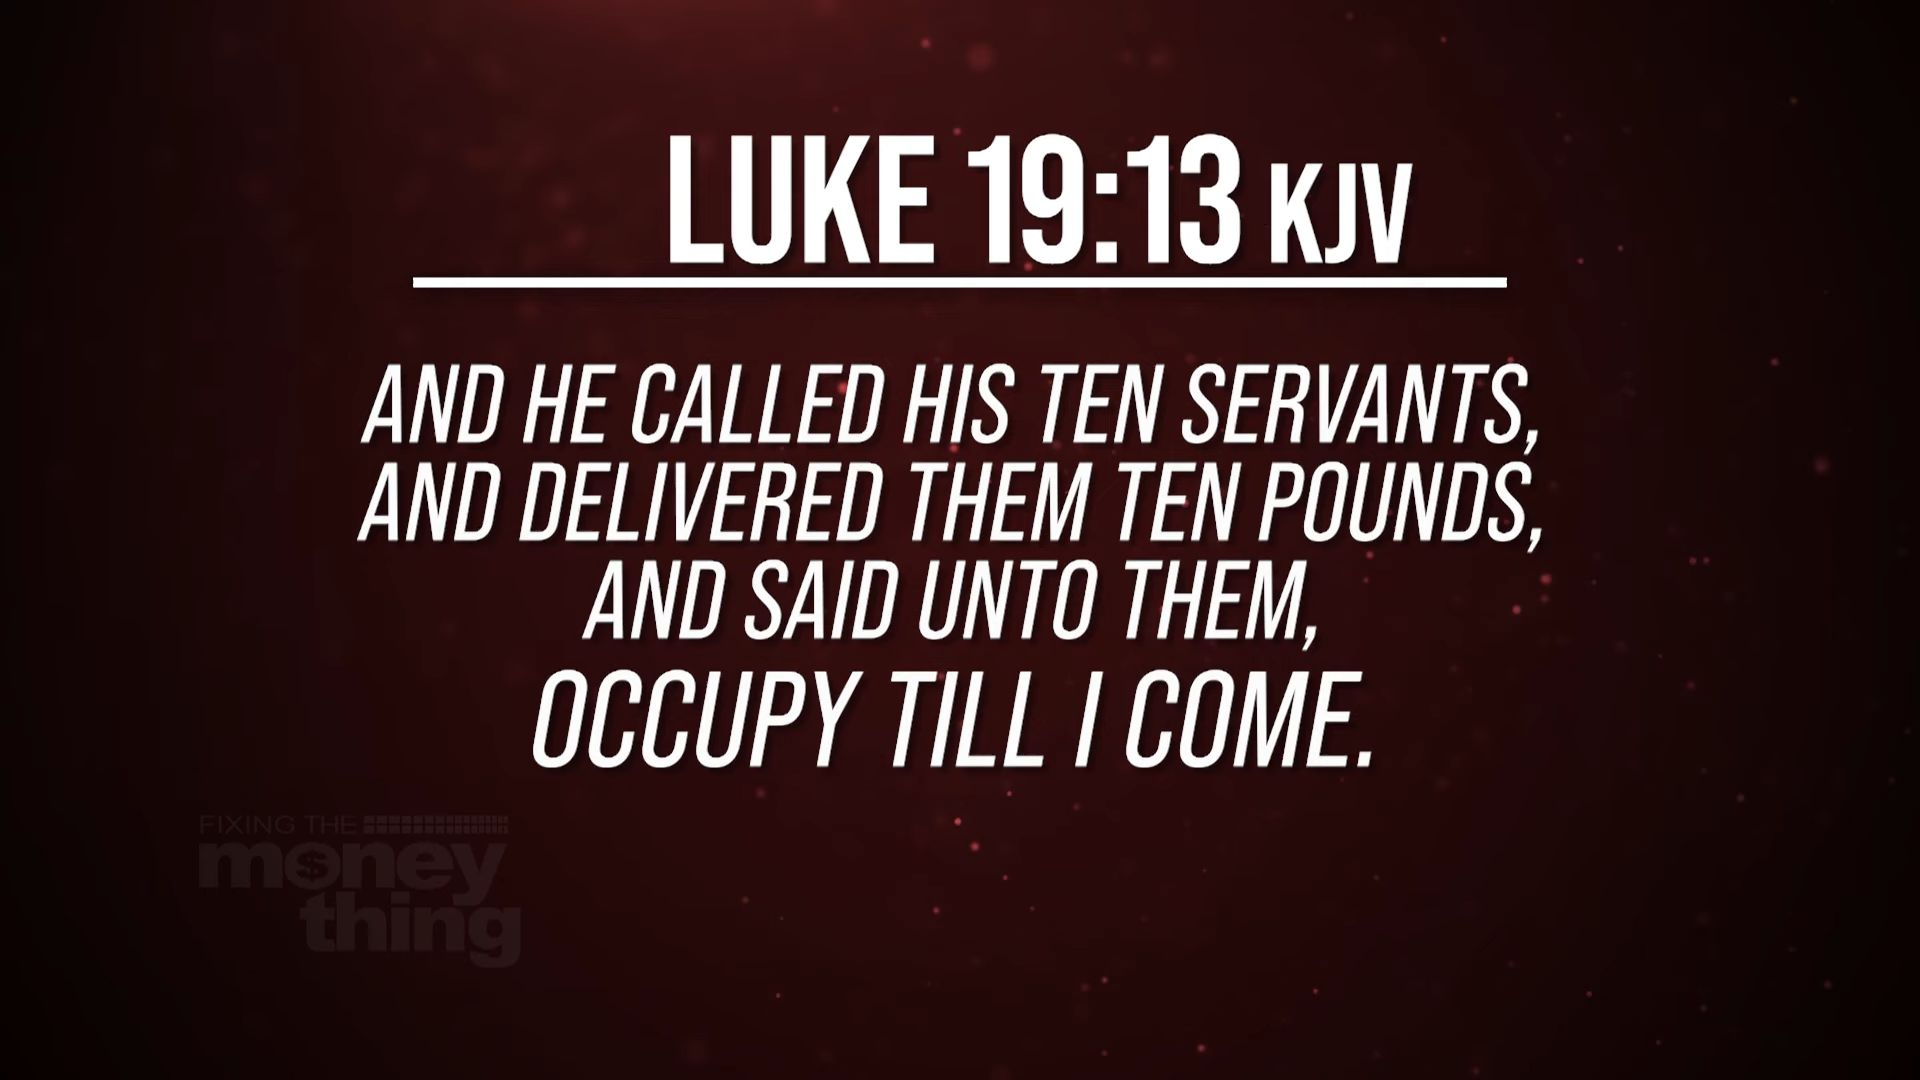 LUKE 19:13 KJV
AND HE CALLED HIS TEN SERVANTS,
AND DELIVERED THEM TEN POUNDS,
AND SAID UNTO THEM,
OCCUPY TILL I COME.
FIXING THE
money
thing